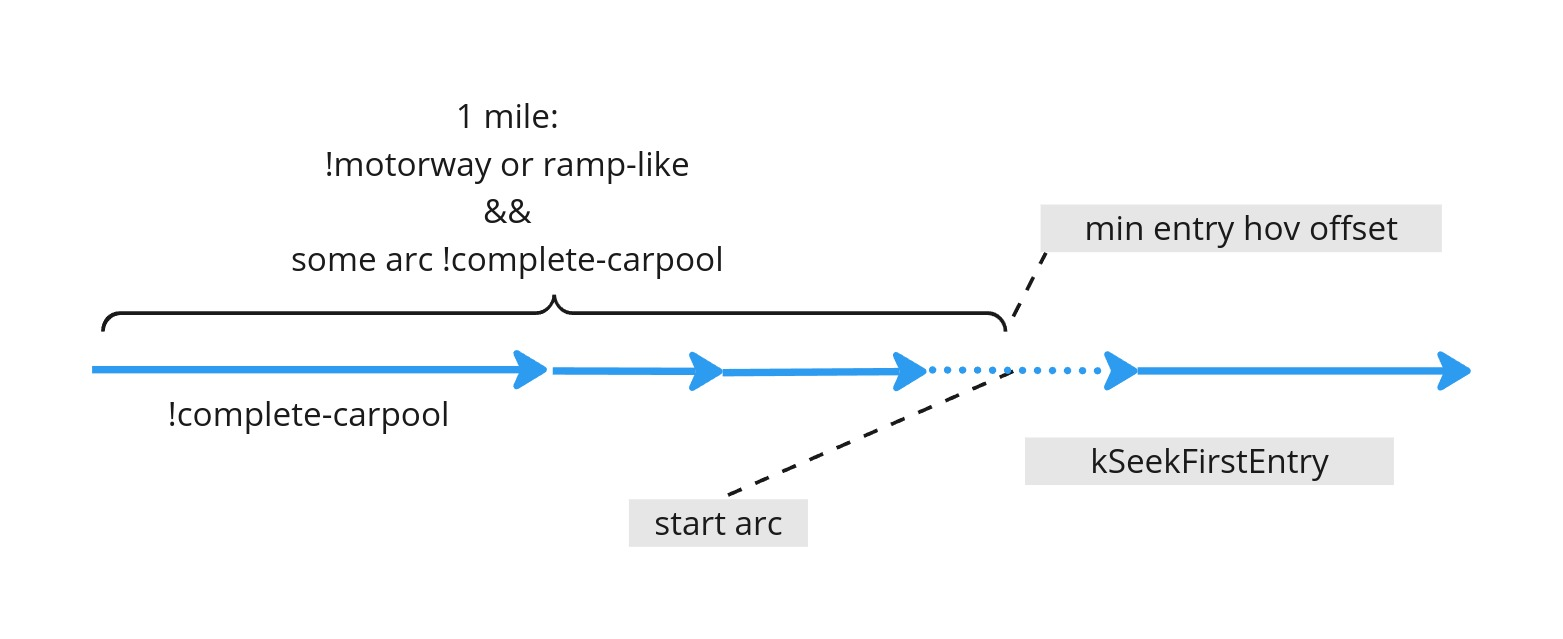 1 mile:
!motorway or ramp-like
&&
some arc !complete-carpool
min entry hov offset
!complete-carpool
kSeekFirstEntry
start arc